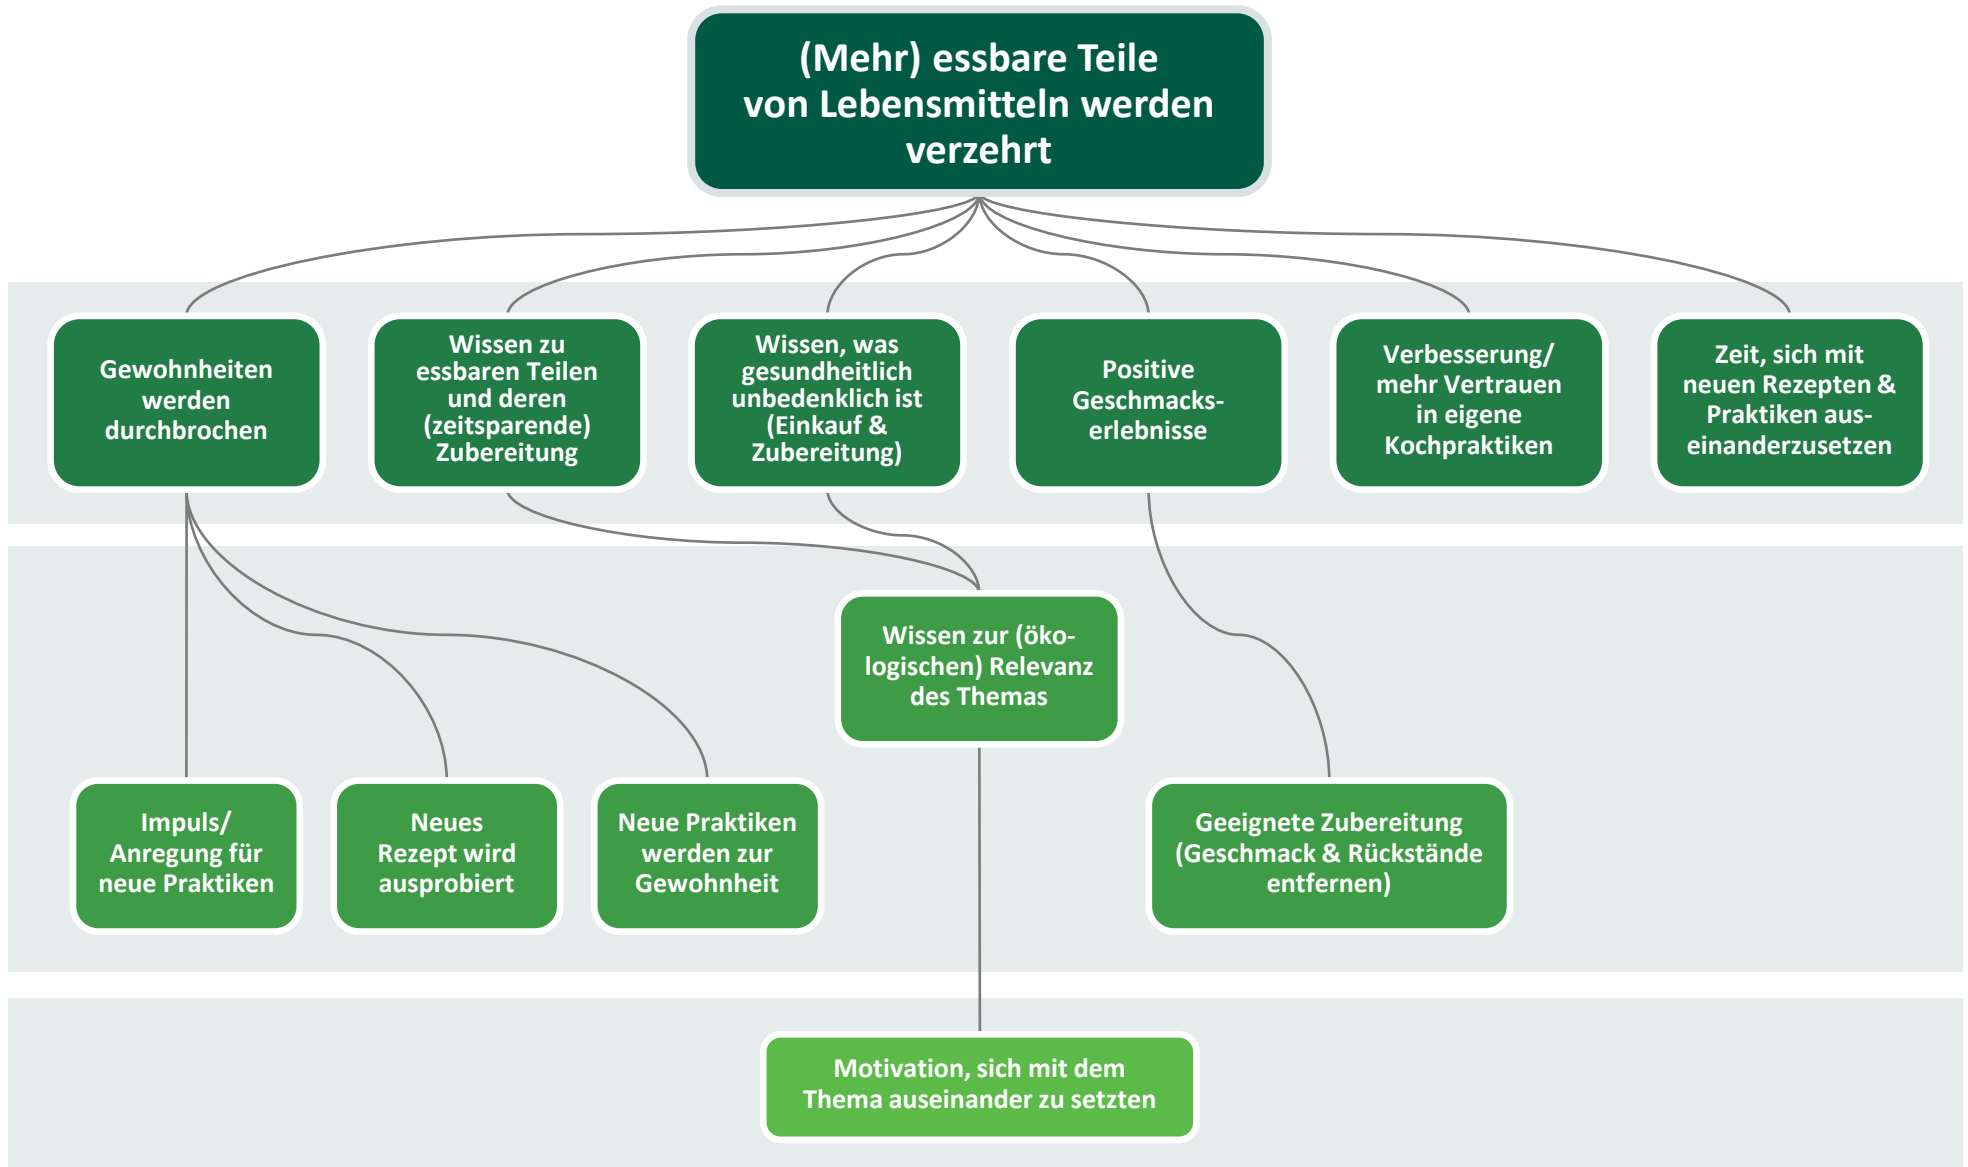 (Mehr) essbare Teile
von Lebensmitteln werden
verzehrt
Gewohnheiten
werden
durchbrochen
Wissen zu
essbaren Teilen
und deren
(zeitsparende)
Zubereitung
Wissen, was
gesundheitlich
unbedenklich ist
(Einkauf &
Zubereitung)
Positive
Geschmacks-
erlebnisse
Verbesserung/
mehr Vertrauen
in eigene
Kochpraktiken
Zeit, sich mit
neuen Rezepten &
Praktiken aus-
einanderzusetzen
Wissen zur (öko-
logischen) Relevanz
des Themas
Impuls/
Anregung für
neue Praktiken
Neues
Rezept wird
ausprobiert
Neue Praktiken
werden zur
Gewohnheit
Geeignete Zubereitung
(Geschmack & Rückstände
entfernen)
Motivation, sich mit dem
Thema auseinander zu setzten